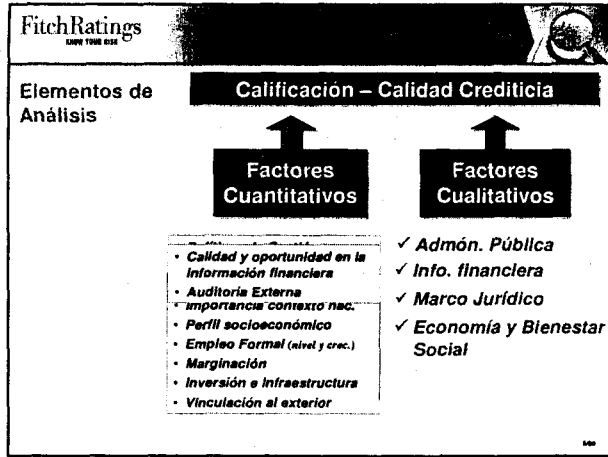 FitchRatings
KNOW YOUR RISK
Elementos de
Análisis
Calificación – Calidad Crediticia
Factores
Cuantitativos
Factores
Cualitativos
• Calidad y oportunidad en la
información financiera
• Auditoría Externa
Importancia contexto nac.
• Perfil socioeconómico
• Empleo Formal (nivel y crec.)
• Marginación
• Inversión e Infraestructura
• Vinculación al exterior
✓ Admón. Pública
✓ Info. financiera
✓ Marco Jurídico
✓ Economía y Bienestar
Social